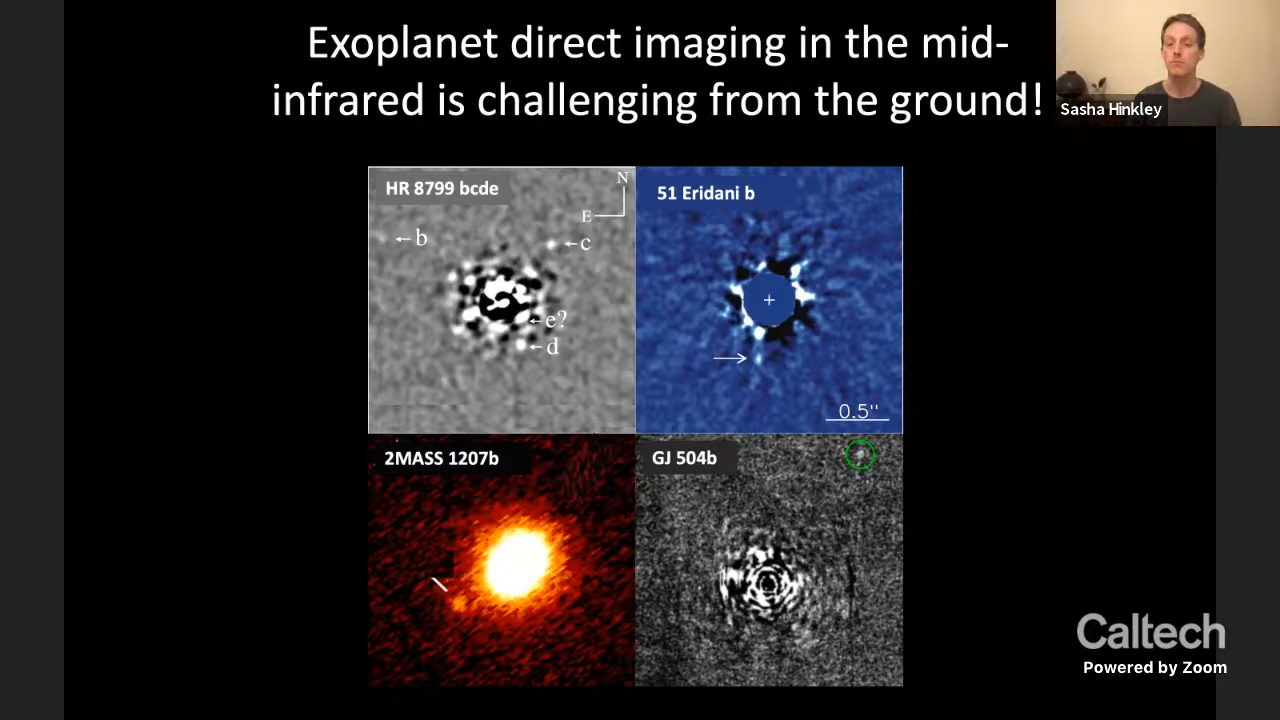 Exoplanet direct imaging in the mid-
infrared is challenging from the ground!
Sasha Hinkley
HR 8799 bcde
N
E
←b
←c
←e?
←d
51 Eridani b
0.5''
2MASS 1207b
GJ 504b
Caltech
Powered by Zoom